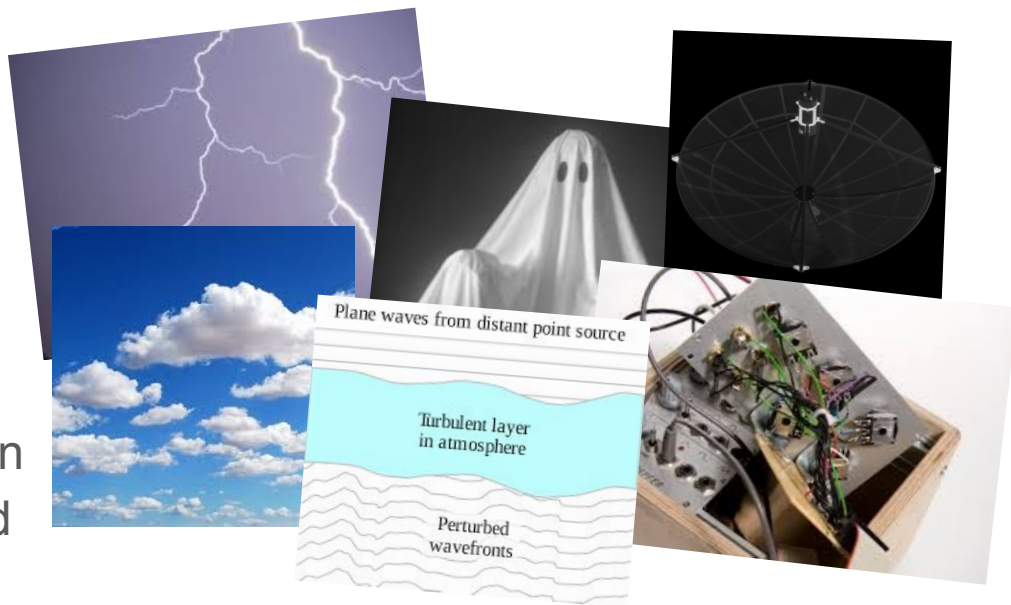 Plane waves from distant point source
Turbulent layer
in atmosphere
n
d
Perturbed
wavefronts